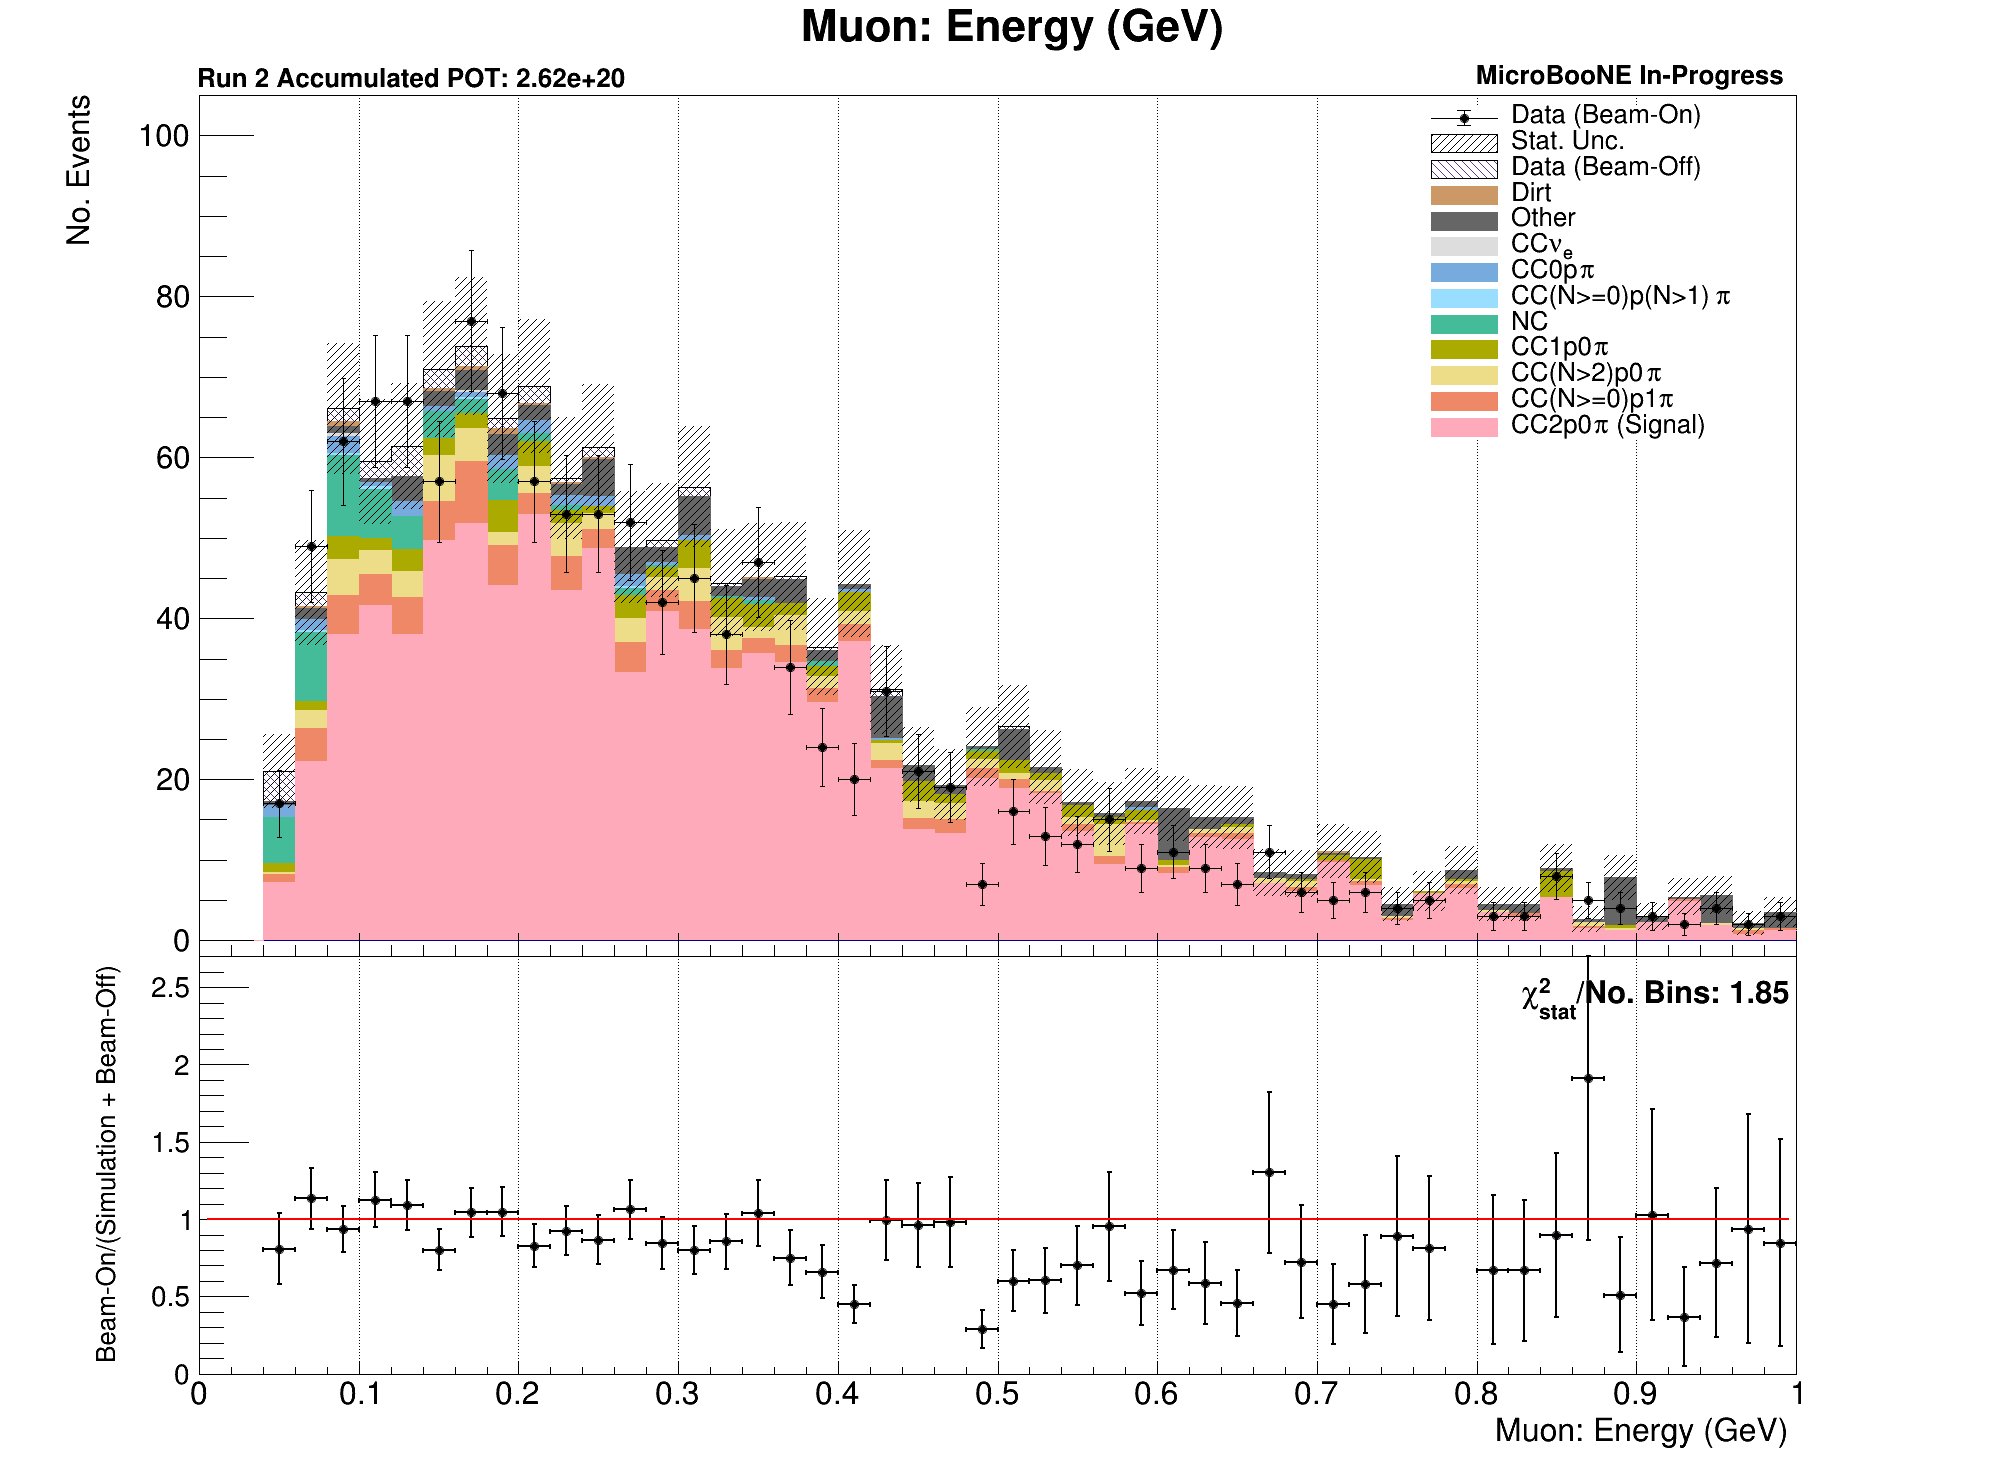 Muon: Energy (GeV)
Run 2 Accumulated POT: 2.62e+20
MicroBooNE In-Progress
No. Events
100
80
60
40
20
0
Data (Beam-On)
Stat. Unc.
Data (Beam-Off)
Dirt
Other
CCνe
CC0pπ
CC(N>=0)p(N>1) π
NC
CC1p0π
CC(N>2)p0π
CC(N>=0)p1π
CC2p0π (Signal)
Beam-On/(Simulation + Beam-Off)
χ²stat/No. Bins: 1.85
2.5
2
1.5
1
0.5
0
0 0.1 0.2 0.3 0.4 0.5 0.6 0.7 0.8 0.9 1
Muon: Energy (GeV)